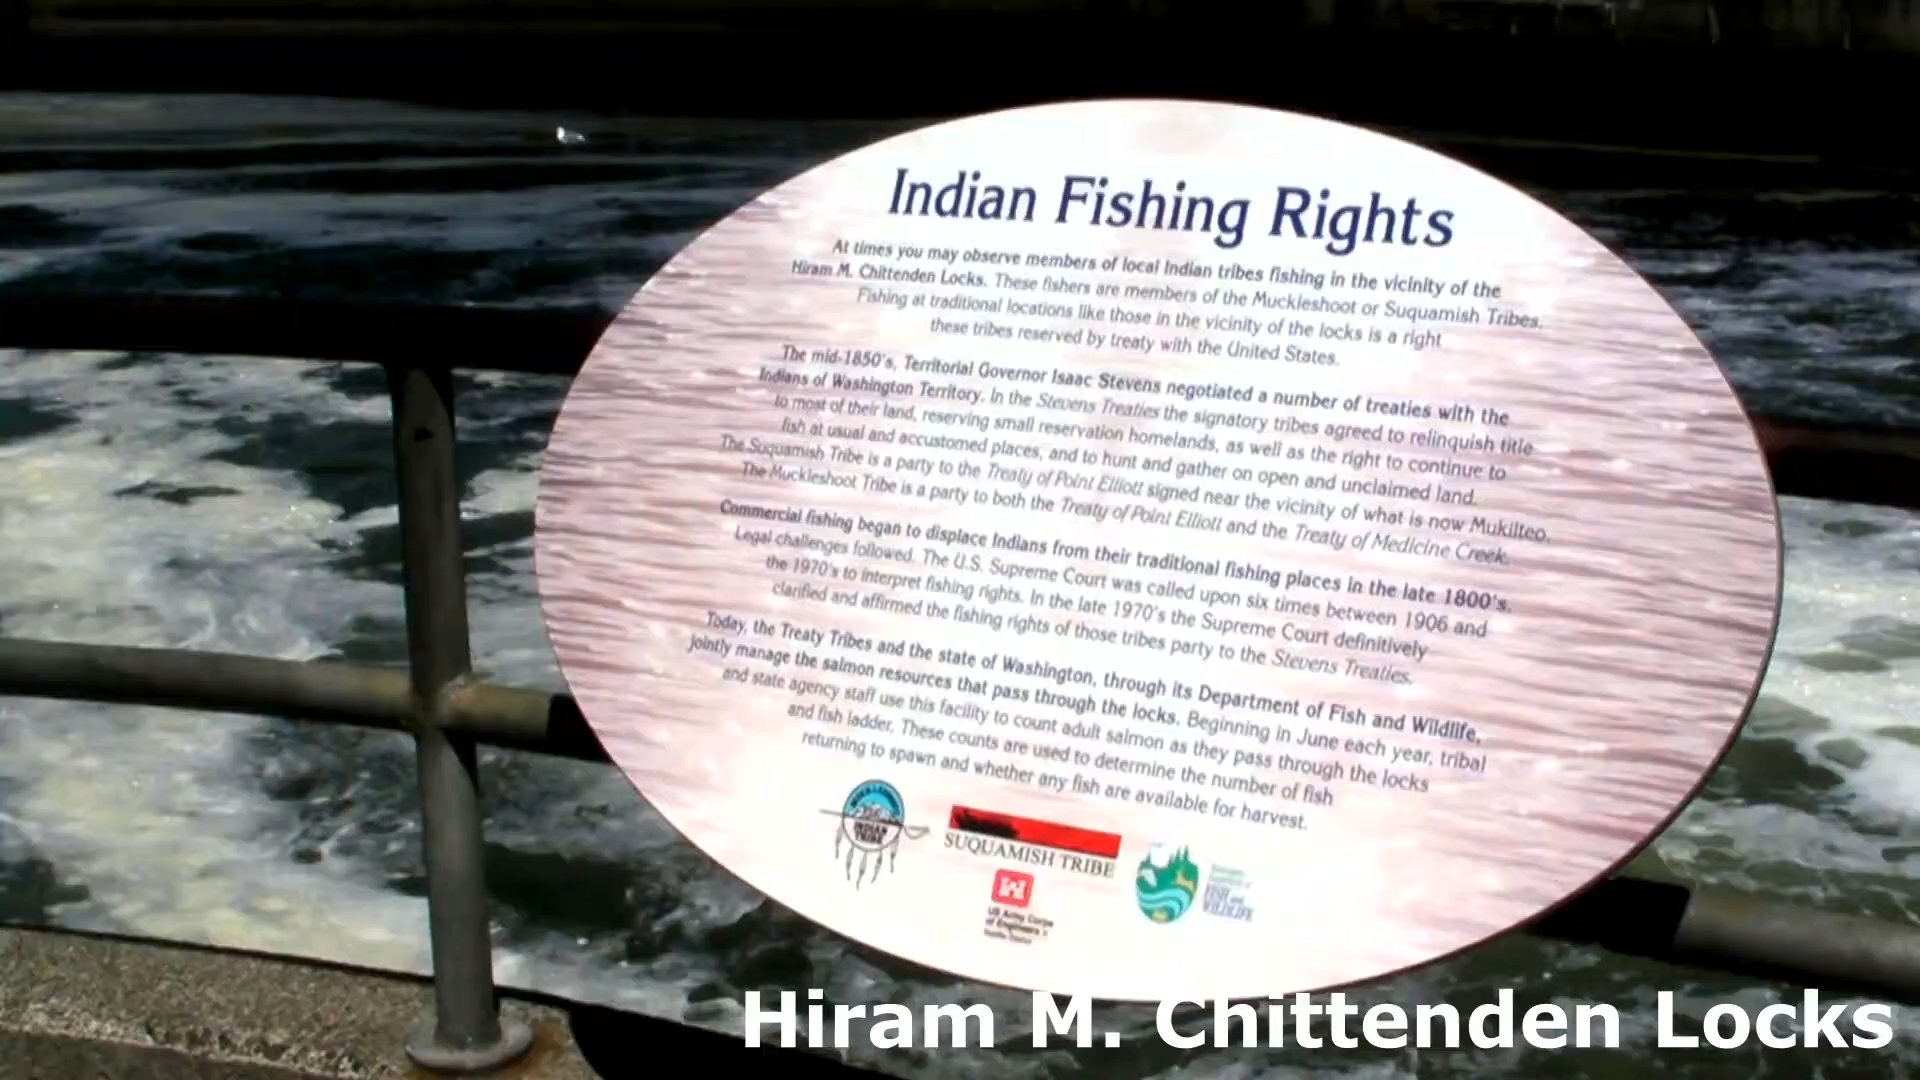 Indian Fishing Rights
At times you may observe members of local Indian tribes fishing in the vicinity of the
Hiram M. Chittenden Locks. These fishers are members of the Muckleshoot or Suquamish Tribes.
Fishing at traditional locations like those in the vicinity of the locks is a right
these tribes reserved by treaty with the United States.
The mid-1850's, Territorial Governor Isaac Stevens negotiated a number of treaties with the
Indians of Washington Territory. In the Stevens Treaties the signatory tribes agreed to relinquish title
to most of their land, reserving small reservation homelands, as well as the right to continue to
fish at usual and accustomed places, and to hunt and gather on open and unclaimed land.
The Suquamish Tribe is a party to the Treaty of Point Elliott signed near the vicinity of what is now Mukilteo.
The Muckleshoot Tribe is a party to both the Treaty of Point Elliott and the Treaty of Medicine Creek.
Commercial fishing began to displace Indians from their traditional fishing places in the late 1800's.
Legal challenges followed. The U.S. Supreme Court was called upon six times between 1906 and
the 1970's to interpret fishing rights. In the late 1970's the Supreme Court definitively
clarified and affirmed the fishing rights of those tribes party to the Stevens Treaties.
Today, the Treaty Tribes and the state of Washington, through its Department of Fish and Wildlife,
jointly manage the salmon resources that pass through the locks. Beginning in June each year, tribal
and state agency staff use this facility to count adult salmon as they pass through the locks
and fish ladder. These counts are used to determine the number of fish
returning to spawn and whether any fish are available for harvest.
INDIAN
TRIBE
SUQUAMISH TRIBE
US Army Corps
of Engineers
FISH and
WILDLIFE
Hiram M. Chittenden Locks